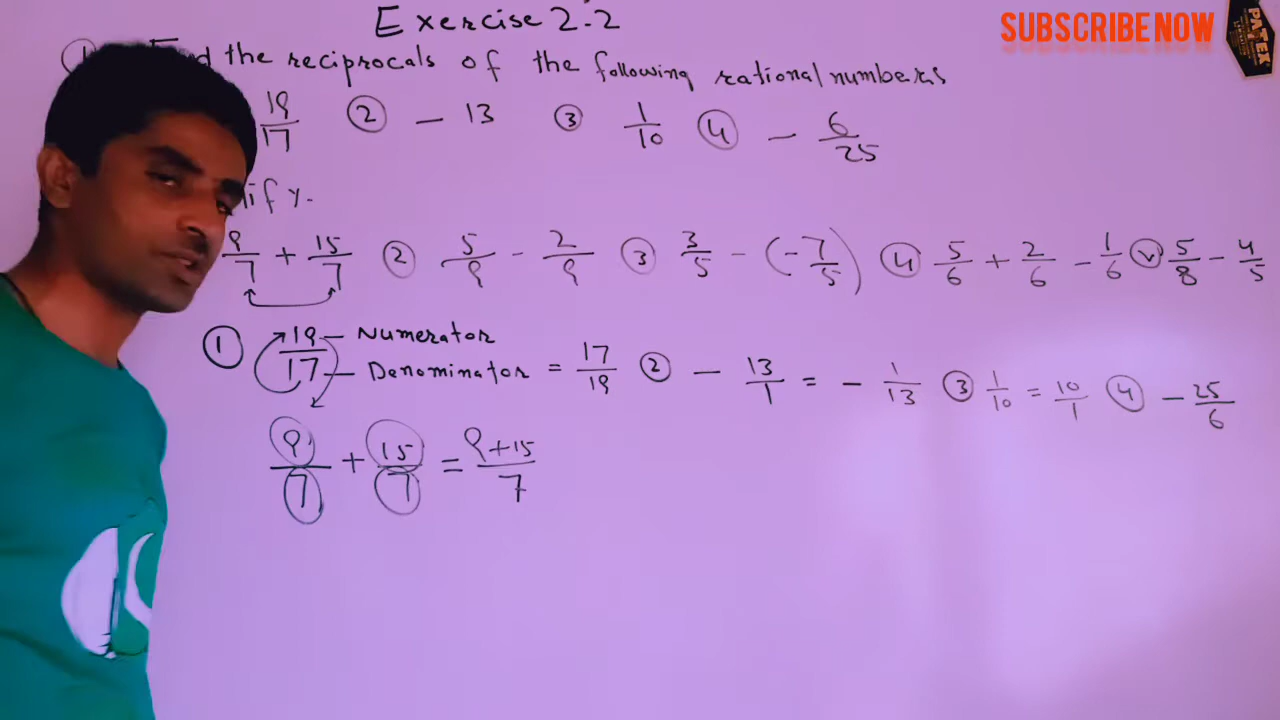 Exercise 2.2
SUBSCRIBE NOW
PATEX
the reciprocals of the following rational numbers
19/17 ② - 13 ③ 1/10 ④ - 6/25
ify.
9/7 + 15/7 ② 5/9 - 2/9 ③ 3/5 - (-7/5) ④ 5/6 + 2/6 - 1/6 Ⓥ 5/8 - 4/5
① 19/17 Numerator Denominator = 17/19 ② - 13/1 = - 1/13 ③ 1/10 = 10/1 ④ - 25/6
9/7 + 15/7 = 9+15/7